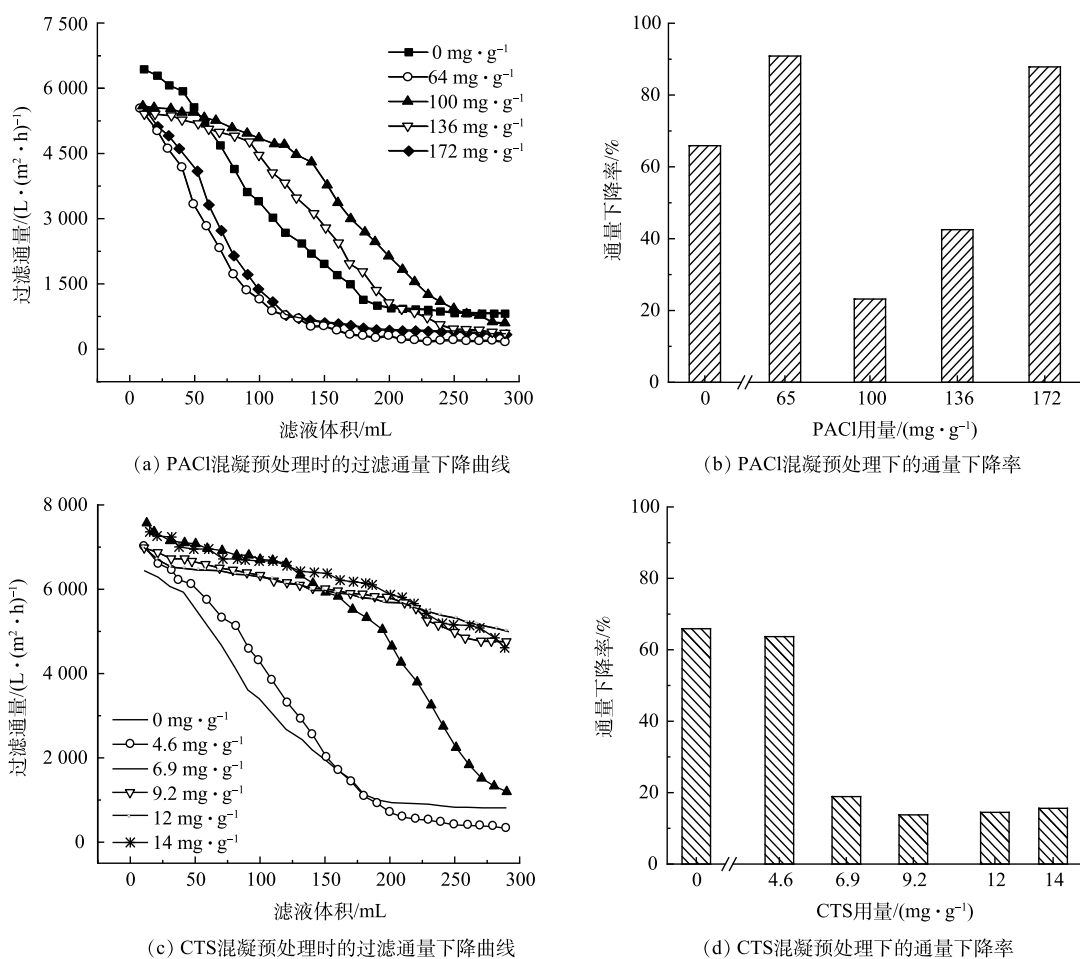 7 500
6 000
4 500
3 000
1 500
0
过滤通量/(L·(m²·h)⁻¹)
0 mg·g⁻¹
64 mg·g⁻¹
100 mg·g⁻¹
136 mg·g⁻¹
172 mg·g⁻¹
0 50 100 150 200 250 300
滤液体积/mL
(a) PACl混凝预处理时的过滤通量下降曲线
100
80
60
40
20
0
通量下降率/%
0 65 100 136 172
PACl用量/(mg·g⁻¹)
(b) PACl混凝预处理下的通量下降率
8 000
6 000
4 000
2 000
0
过滤通量/(L·(m²·h)⁻¹)
0 mg·g⁻¹
4.6 mg·g⁻¹
6.9 mg·g⁻¹
9.2 mg·g⁻¹
12 mg·g⁻¹
14 mg·g⁻¹
0 50 100 150 200 250 300
滤液体积/mL
(c) CTS混凝预处理时的过滤通量下降曲线
100
80
60
40
20
0
通量下降率/%
0 4.6 6.9 9.2 12 14
CTS用量/(mg·g⁻¹)
(d) CTS混凝预处理下的通量下降率